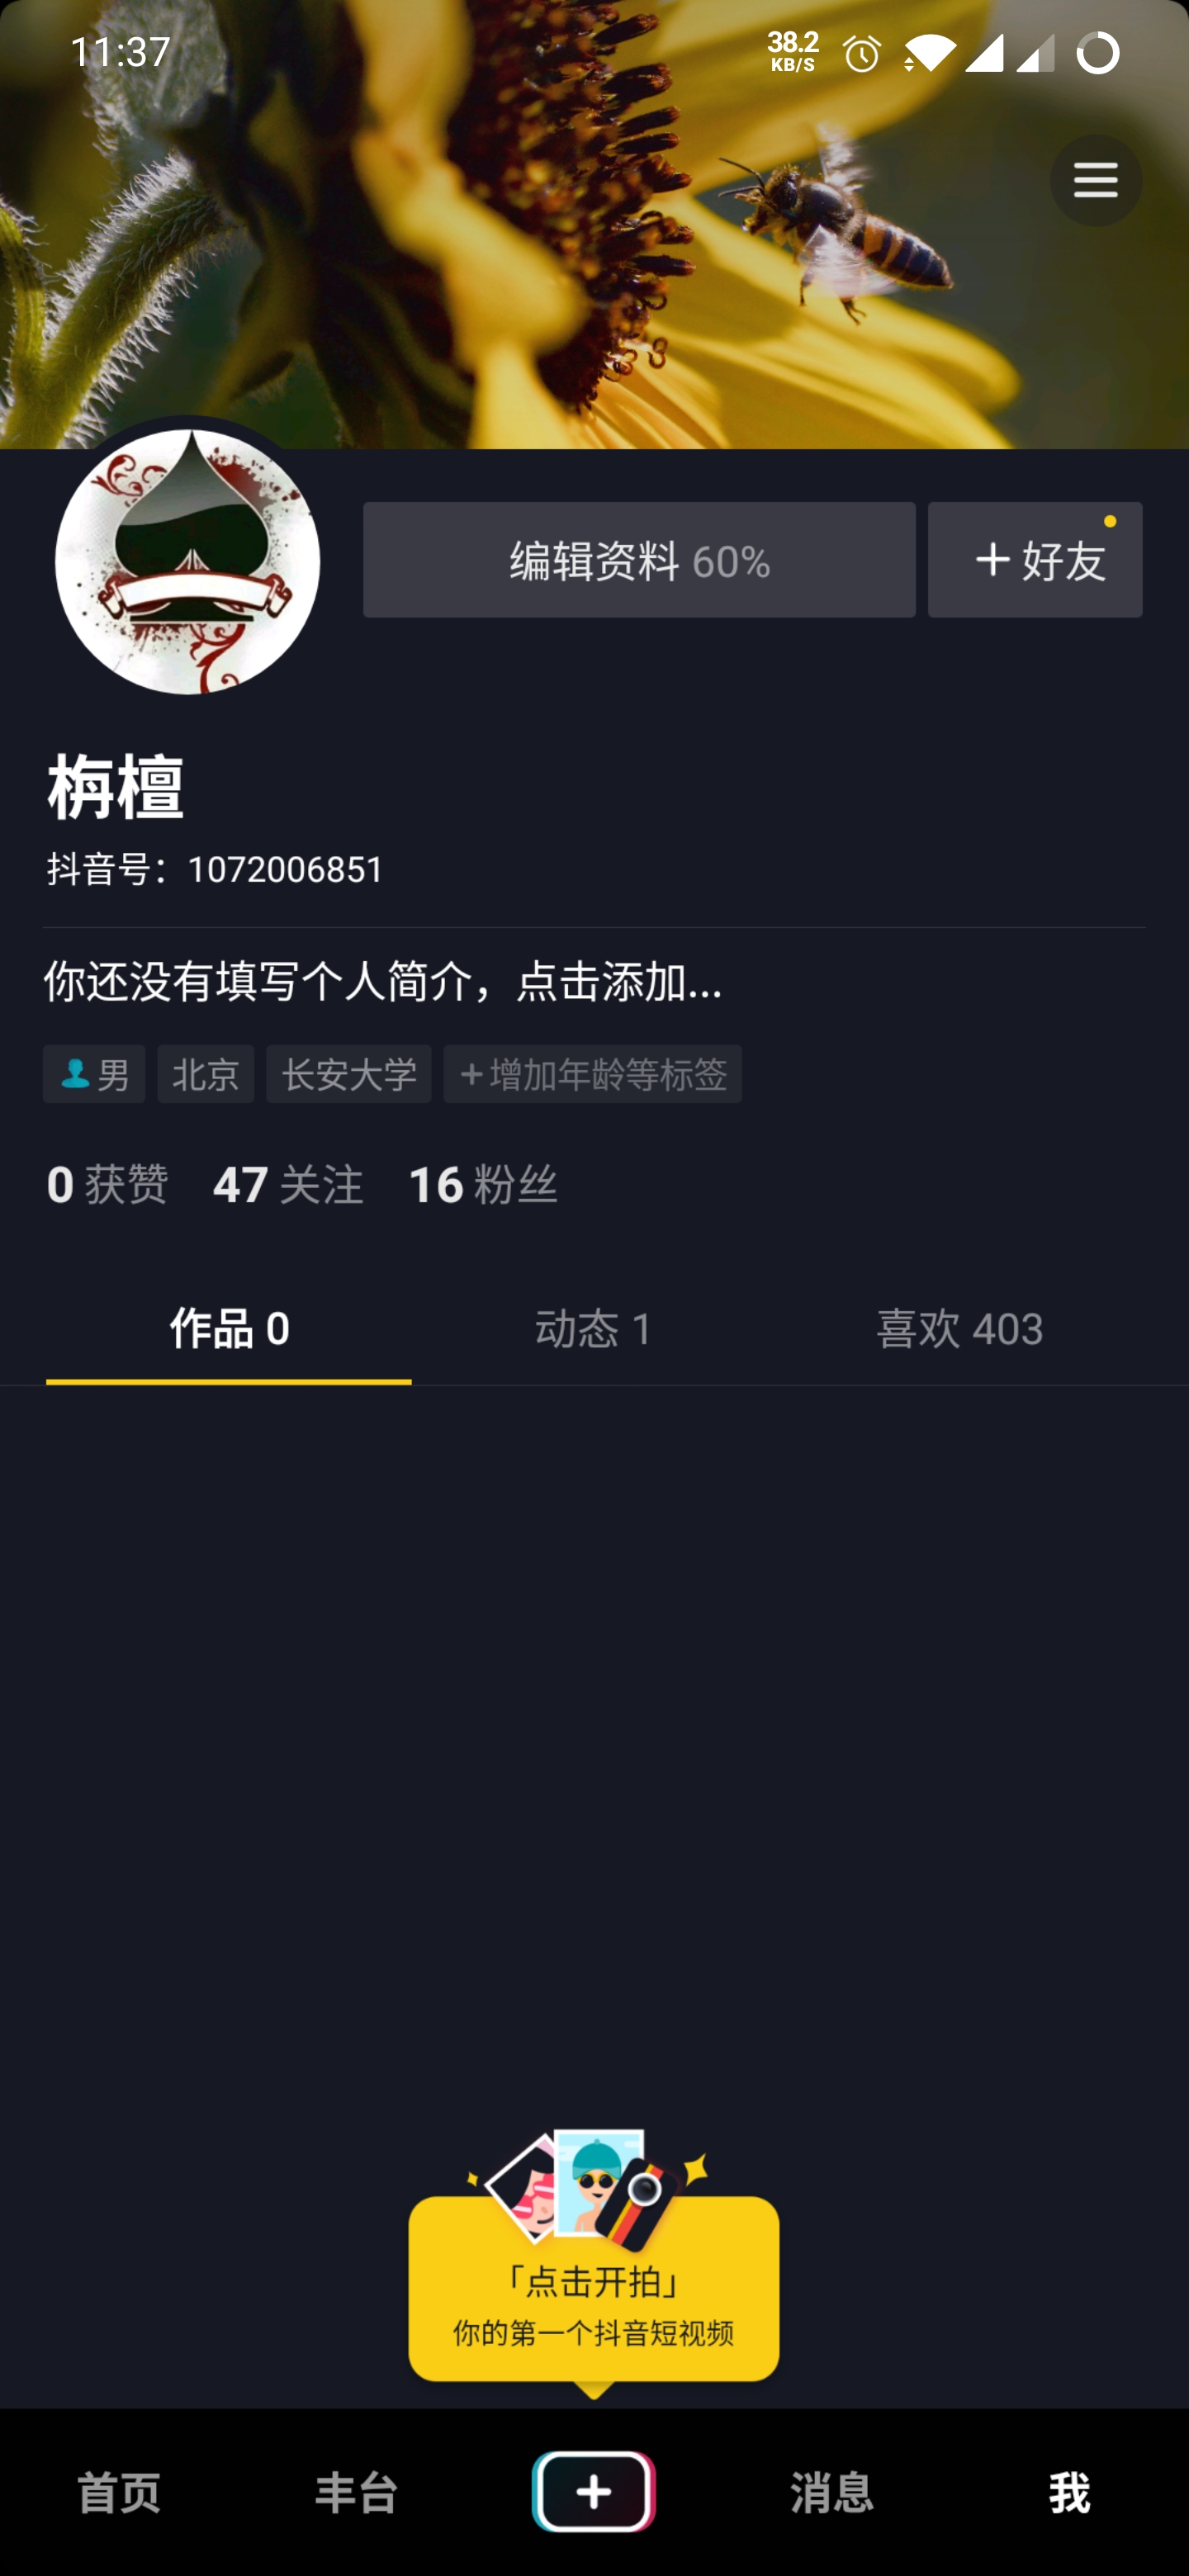 11:37
38.2
KB/S
编辑资料 60%
+ 好友
栴檀
抖音号：1072006851
你还没有填写个人简介，点击添加...
男 北京 长安大学 +增加年龄等标签
0 获赞 47 关注 16 粉丝
作品 0 动态 1 喜欢 403
「点击开拍」
你的第一个抖音短视频
首页 丰台 消息 我